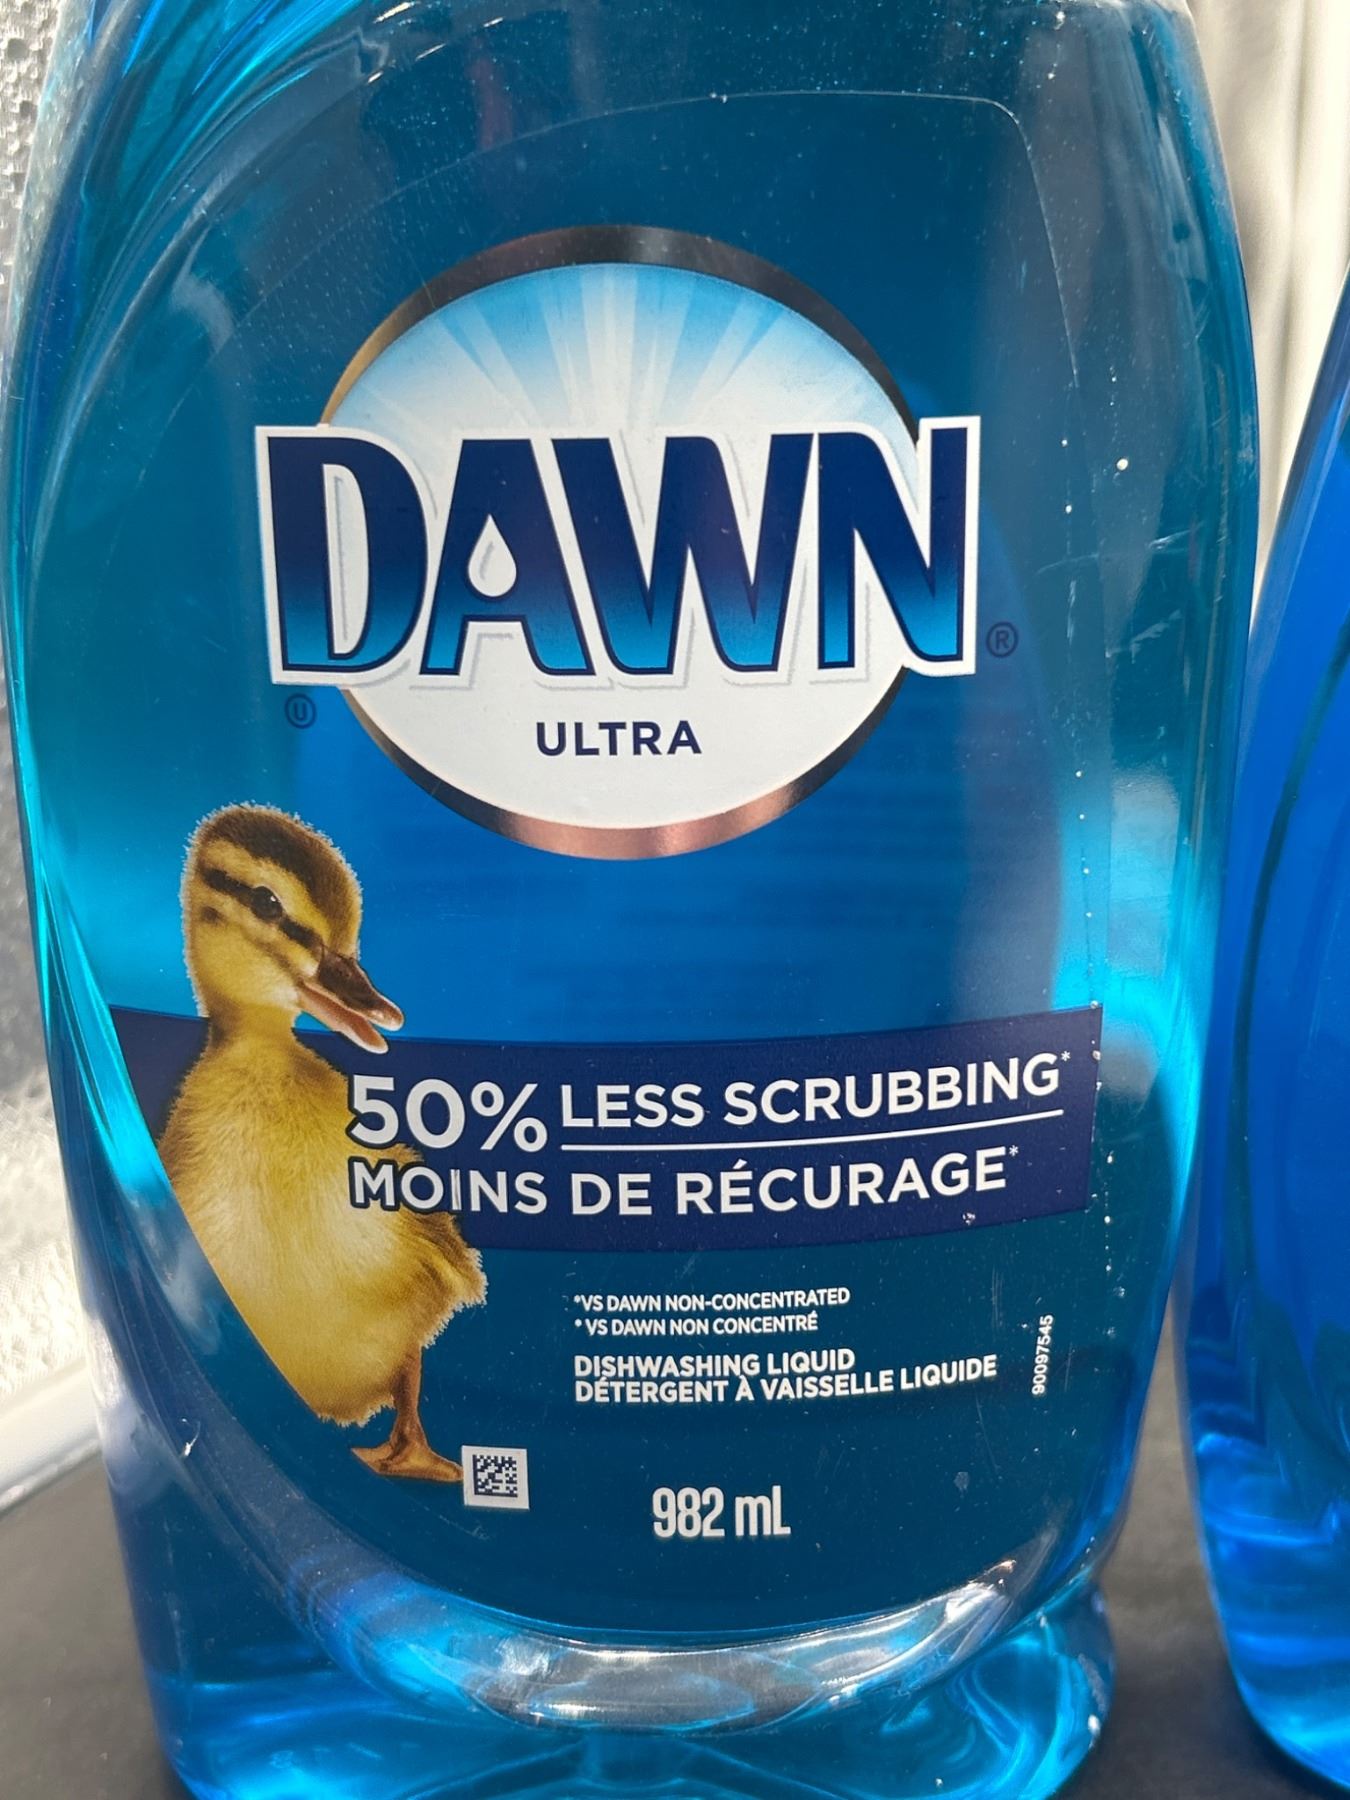 DAWN
®
Ⓤ
ULTRA
50% LESS SCRUBBING*
MOINS DE RÉCURAGE*
*VS DAWN NON-CONCENTRATED
* VS DAWN NON CONCENTRÉ
DISHWASHING LIQUID
DÉTERGENT À VAISSELLE LIQUIDE
90097545
982 mL